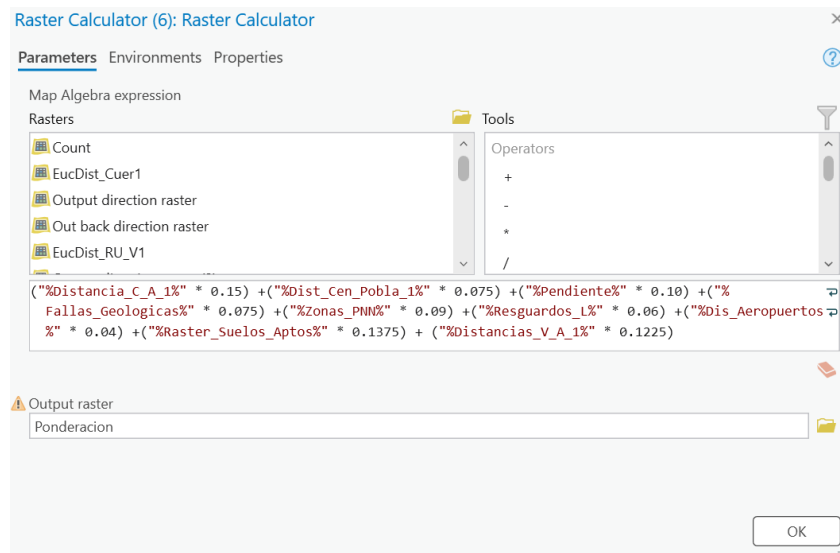 Raster Calculator (6): Raster Calculator
Parameters Environments Properties
Map Algebra expression
Rasters
Tools
Count
EucDist_Cuer1
Output direction raster
Out back direction raster
EucDist_RU_V1
Operators
+
-
*
/
("%Distancia_C_A_1%" * 0.15) +("%Dist_Cen_Pobla_1%" * 0.075) +("%Pendiente%" * 0.10) +("%
Fallas_Geologicas%" * 0.075) +("%Zonas_PNN%" * 0.09) +("%Resguardos_L%" * 0.06) +("%Dis_Aeropuertos
%" * 0.04) +("%Raster_Suelos_Aptos%" * 0.1375) + ("%Distancias_V_A_1%" * 0.1225)
Output raster
Ponderacion
OK